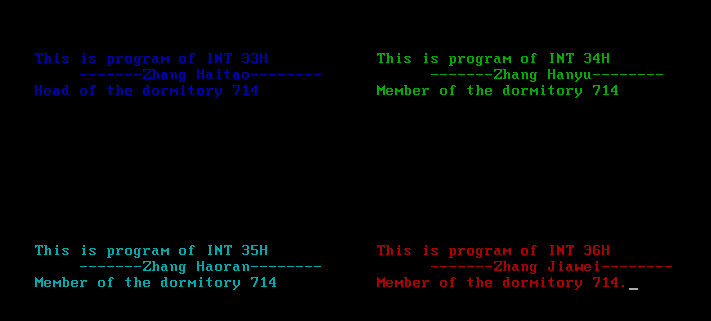 This is program of INT 33H
-------Zhang Haitao--------
Head of the dormitory 714
This is program of INT 34H
-------Zhang Hanyu--------
Member of the dormitory 714
This is program of INT 35H
-------Zhang Haoran--------
Member of the dormitory 714
This is program of INT 36H
-------Zhang Jiawei--------
Member of the dormitory 714.